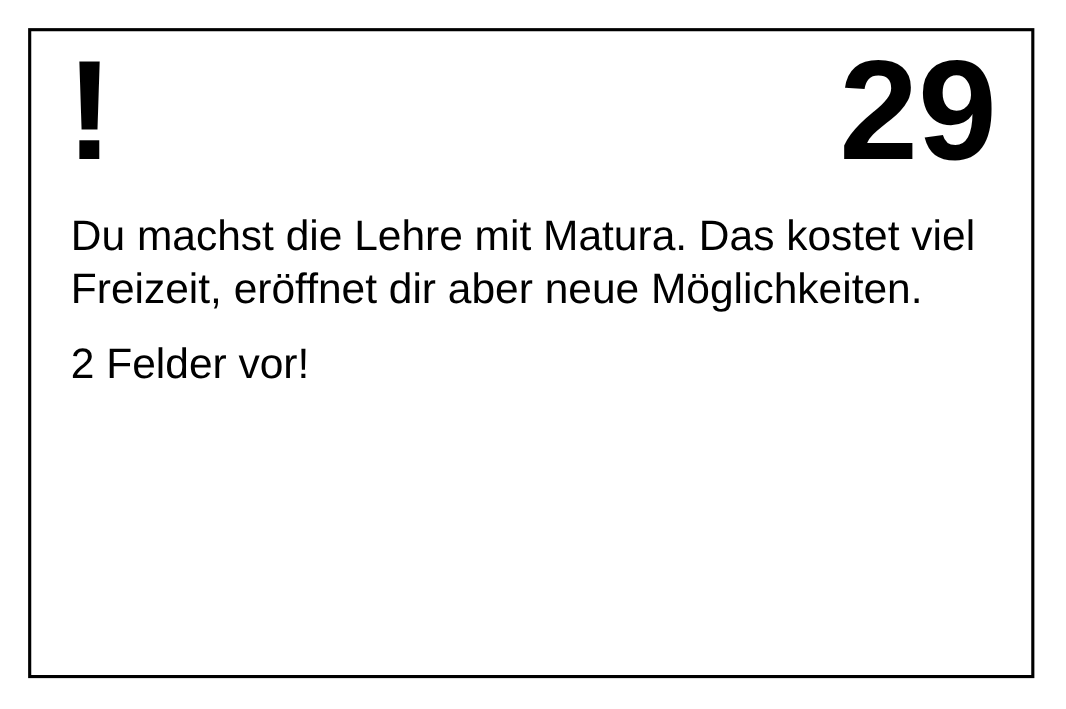 ! 29
Du machst die Lehre mit Matura. Das kostet viel
Freizeit, eröffnet dir aber neue Möglichkeiten.
2 Felder vor!